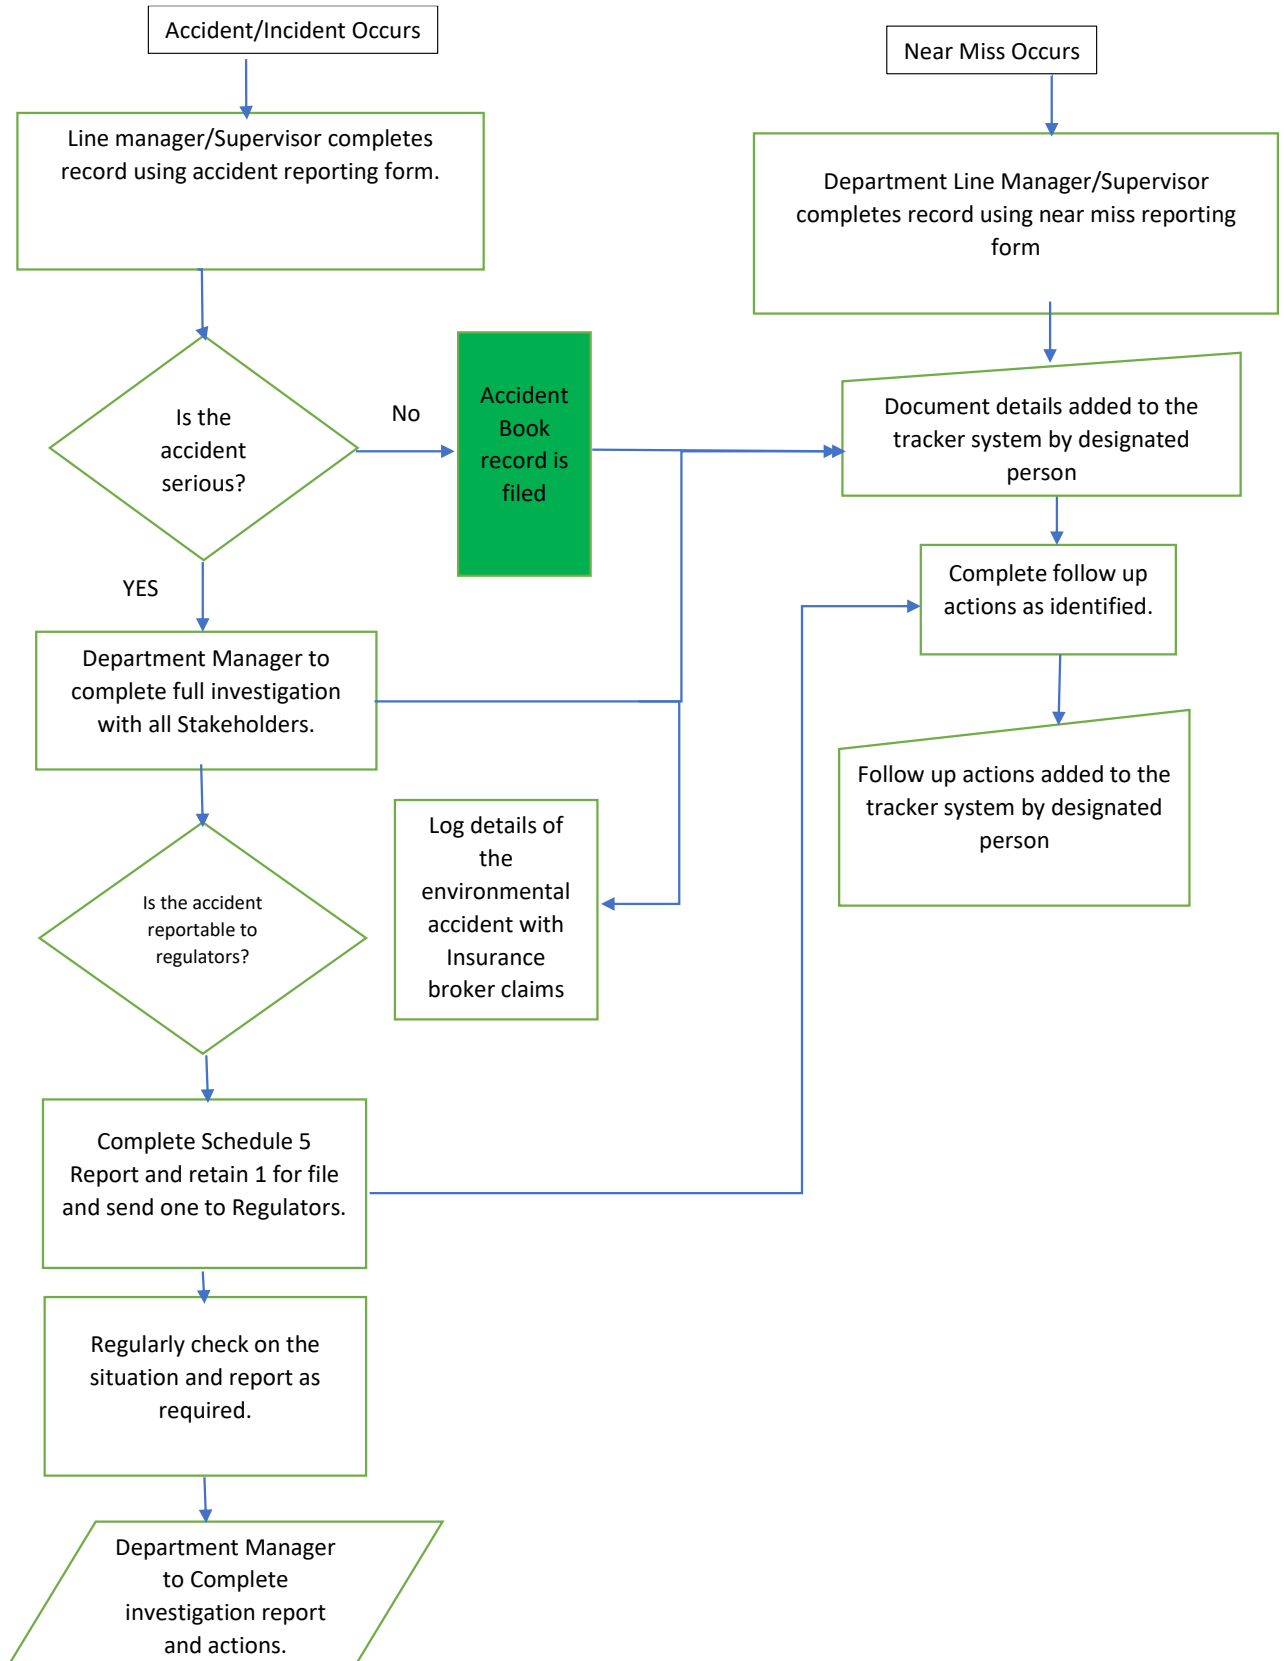 Accident/Incident Occurs
Near Miss Occurs
Line manager/Supervisor completes
record using accident reporting form.
Department Line Manager/Supervisor
completes record using near miss reporting
form
Is the
accident
serious?
No
Accident
Book
record is
filed
Document details added to the
tracker system by designated
person
YES
Complete follow up
actions as identified.
Department Manager to
complete full investigation
with all Stakeholders.
Follow up actions added to the
tracker system by designated
person
Log details of
the
environmental
accident with
Insurance
broker claims
Is the accident
reportable to
regulators?
Complete Schedule 5
Report and retain 1 for file
and send one to Regulators.
Regularly check on the
situation and report as
required.
Department Manager
to Complete
investigation report
and actions.